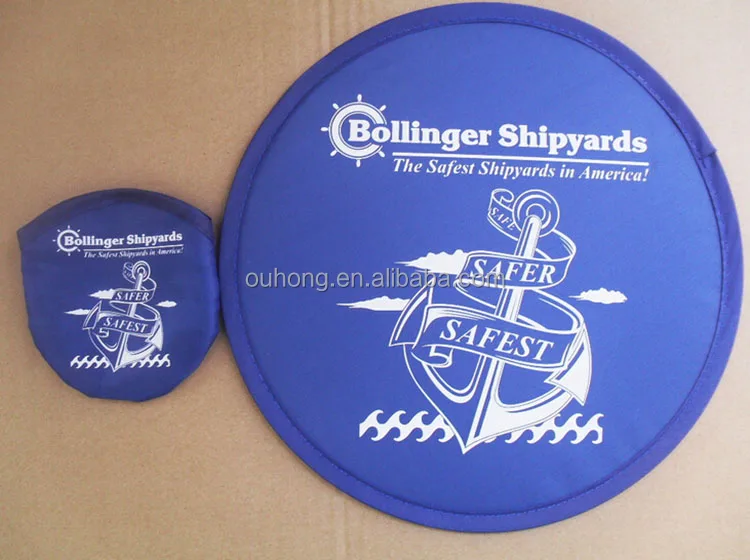 Bollinger Shipyards
The Safest Shipyards in America!
SAFER
SAFEST
Bollinger Shipyards
The Safest Shipyards in America!
SAFE
SAFER
SAFEST
ouhong.en.alibaba.com